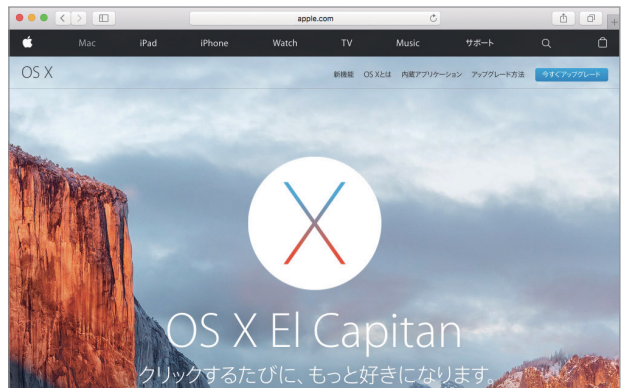 apple.com
Mac iPad iPhone Watch TV Music サポート
OS X 新機能 OS Xとは 内蔵アプリケーション アップグレード方法 今すぐアップグレード
OS X El Capitan
クリックするたびに、もっと好きになります。